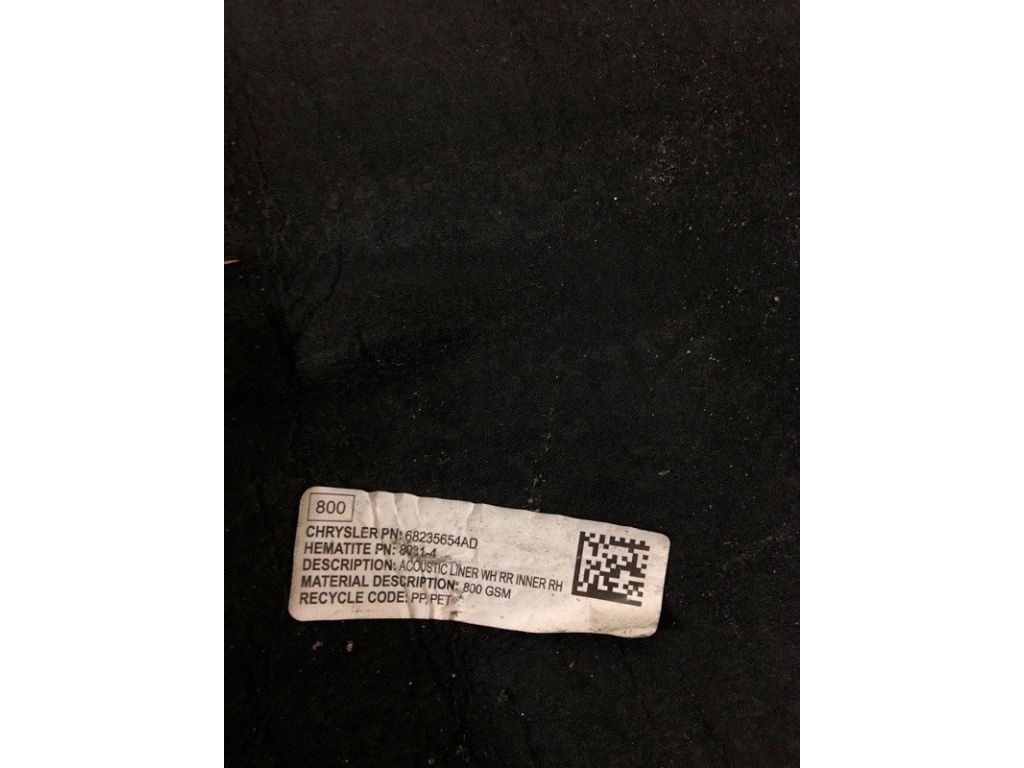 800
CHRYSLER PN: 68235654AD
HEMATITE PN: 8031-4
DESCRIPTION: ACOUSTIC LINER WH RR INNER RH
MATERIAL DESCRIPTION: 800 GSM
RECYCLE CODE: PP, PET